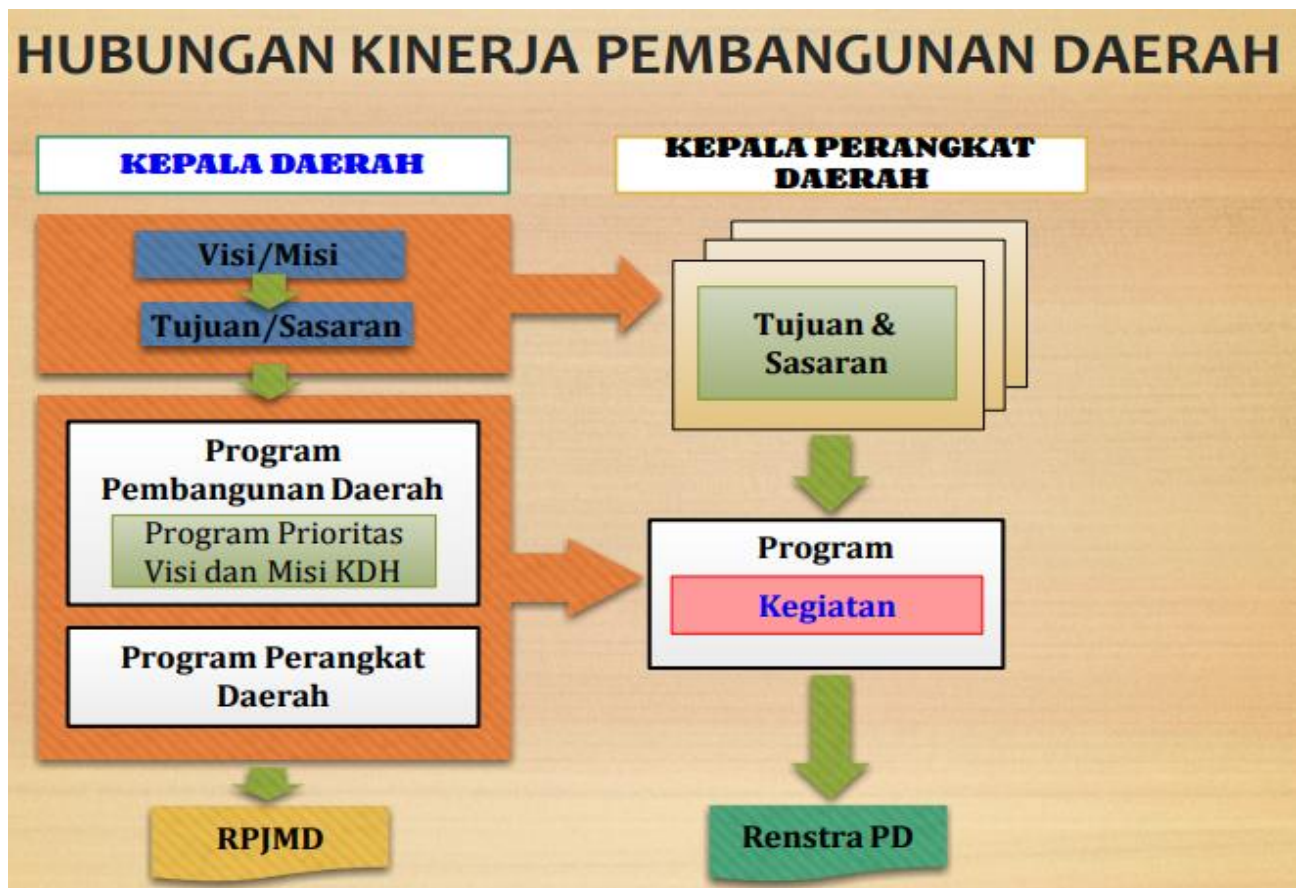 HUBUNGAN KINERJA PEMBANGUNAN DAERAH
KEPALA DAERAH
Visi/Misi
Tujuan/Sasaran
Program
Pembangunan Daerah
Program Prioritas
Visi dan Misi KDH
Program Perangkat
Daerah
RPJMD
KEPALA PERANGKAT
DAERAH
Tujuan &
Sasaran
Program
Kegiatan
Renstra PD